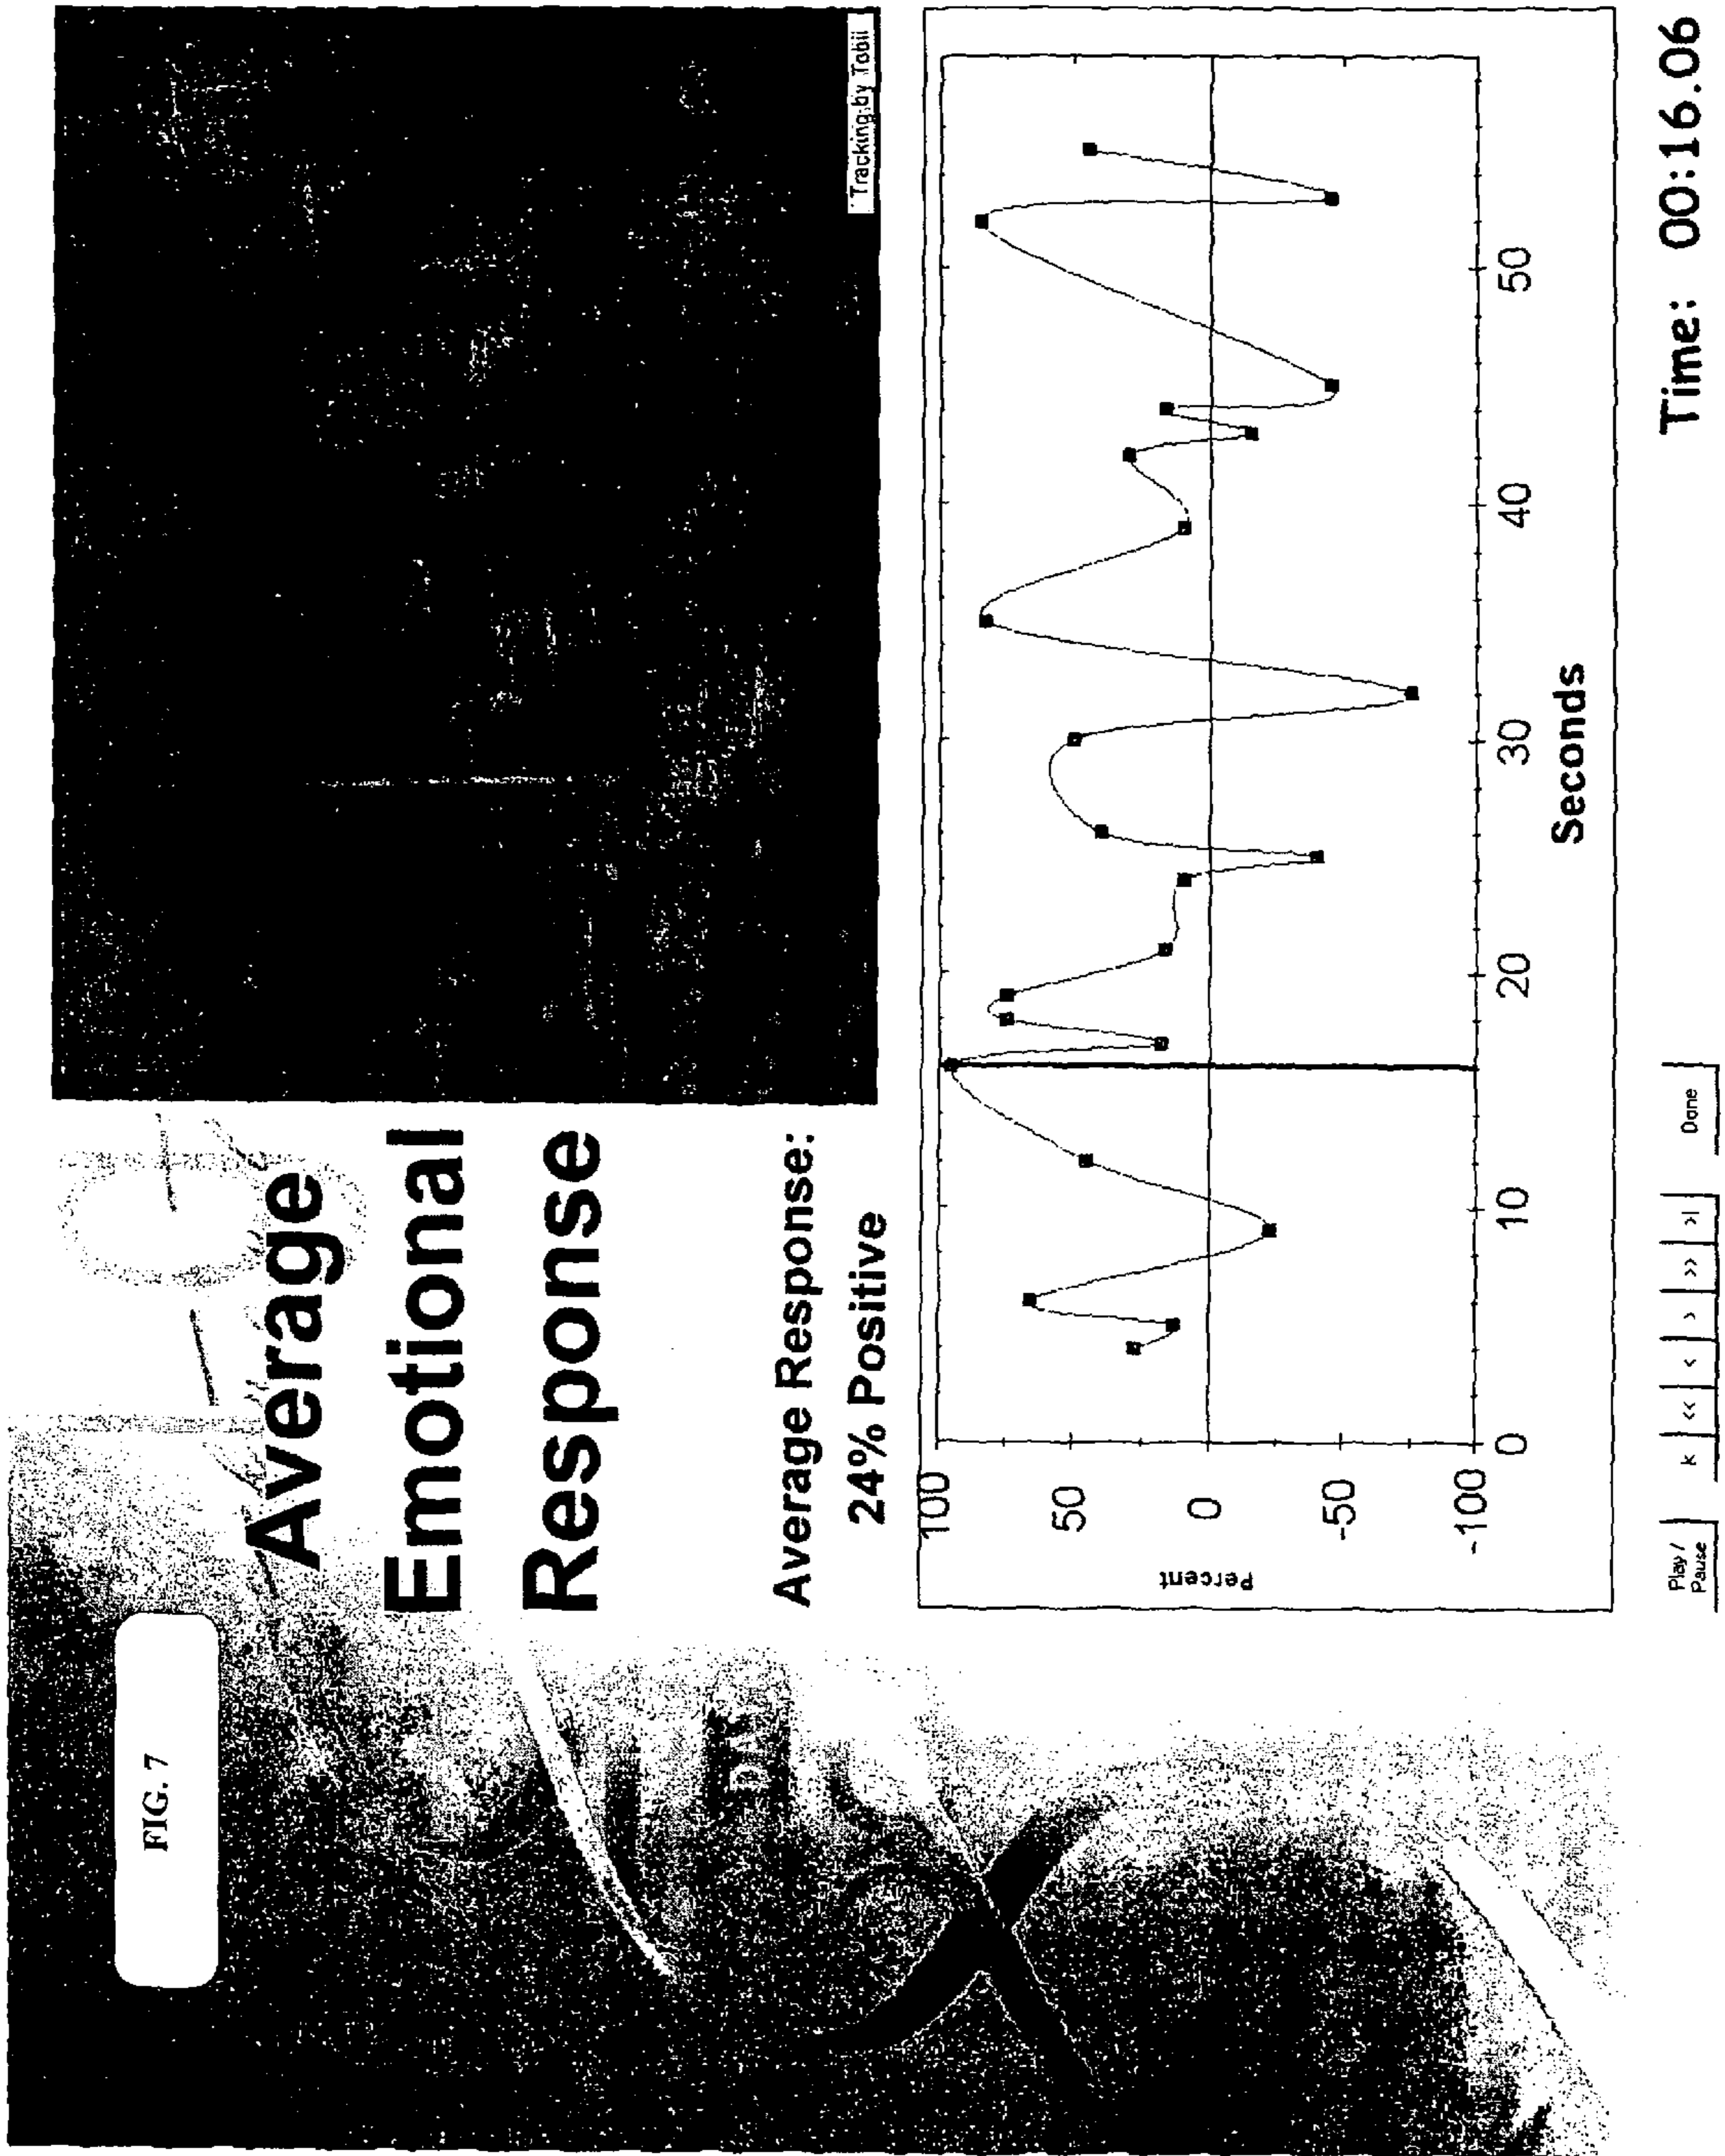 FIG. 7
Average
Emotional
Response
Average Response:
24% Positive
Tracking by Tobii
Percent
100
50
0
-50
-100
0
10
20
30
40
50
Seconds
Time: 00:16.06
Play /
Pause
k
<<
<
>
>>
>|
Done